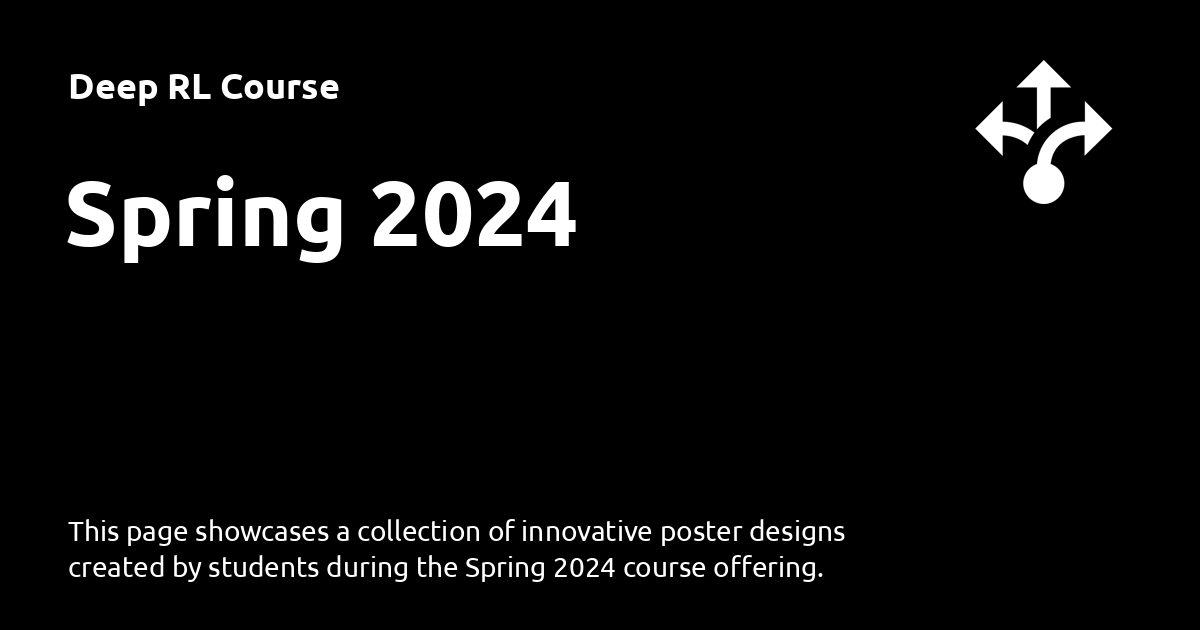 Deep RL Course
Spring 2024
This page showcases a collection of innovative poster designs
created by students during the Spring 2024 course offering.